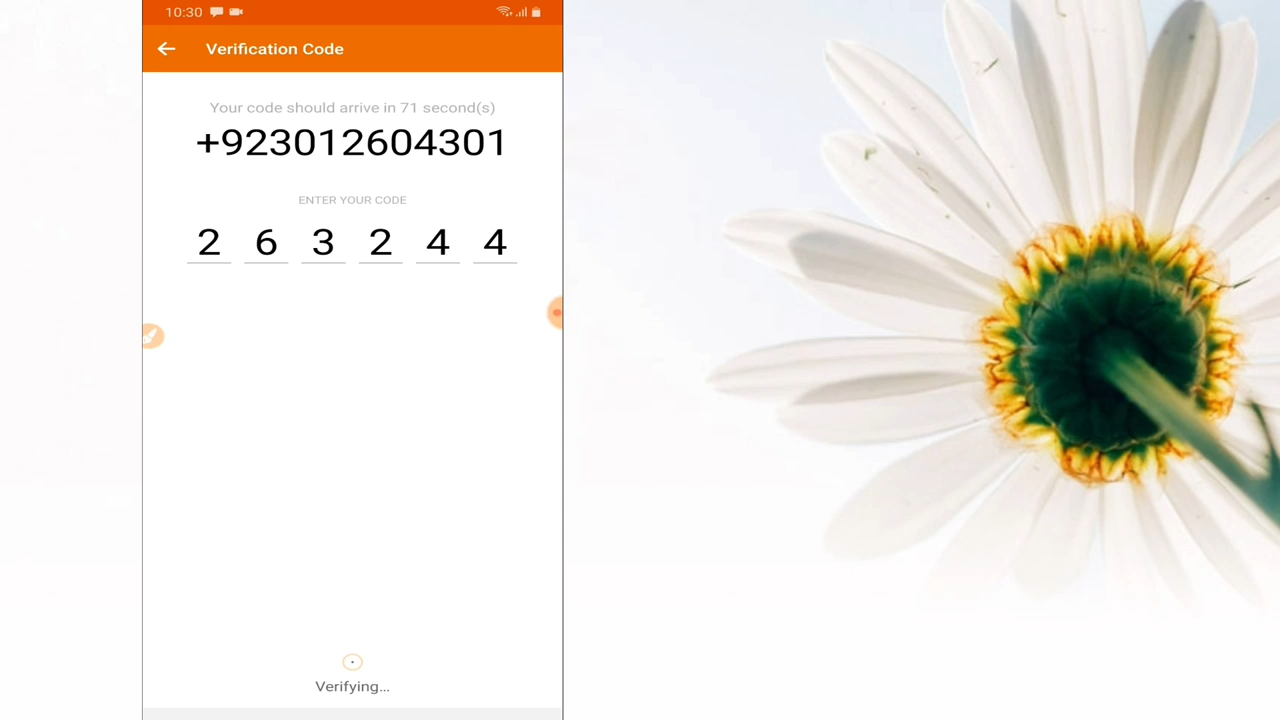 10:30
Verification Code
Your code should arrive in 71 second(s)
+923012604301
ENTER YOUR CODE
2 6 3 2 4 4
Verifying...